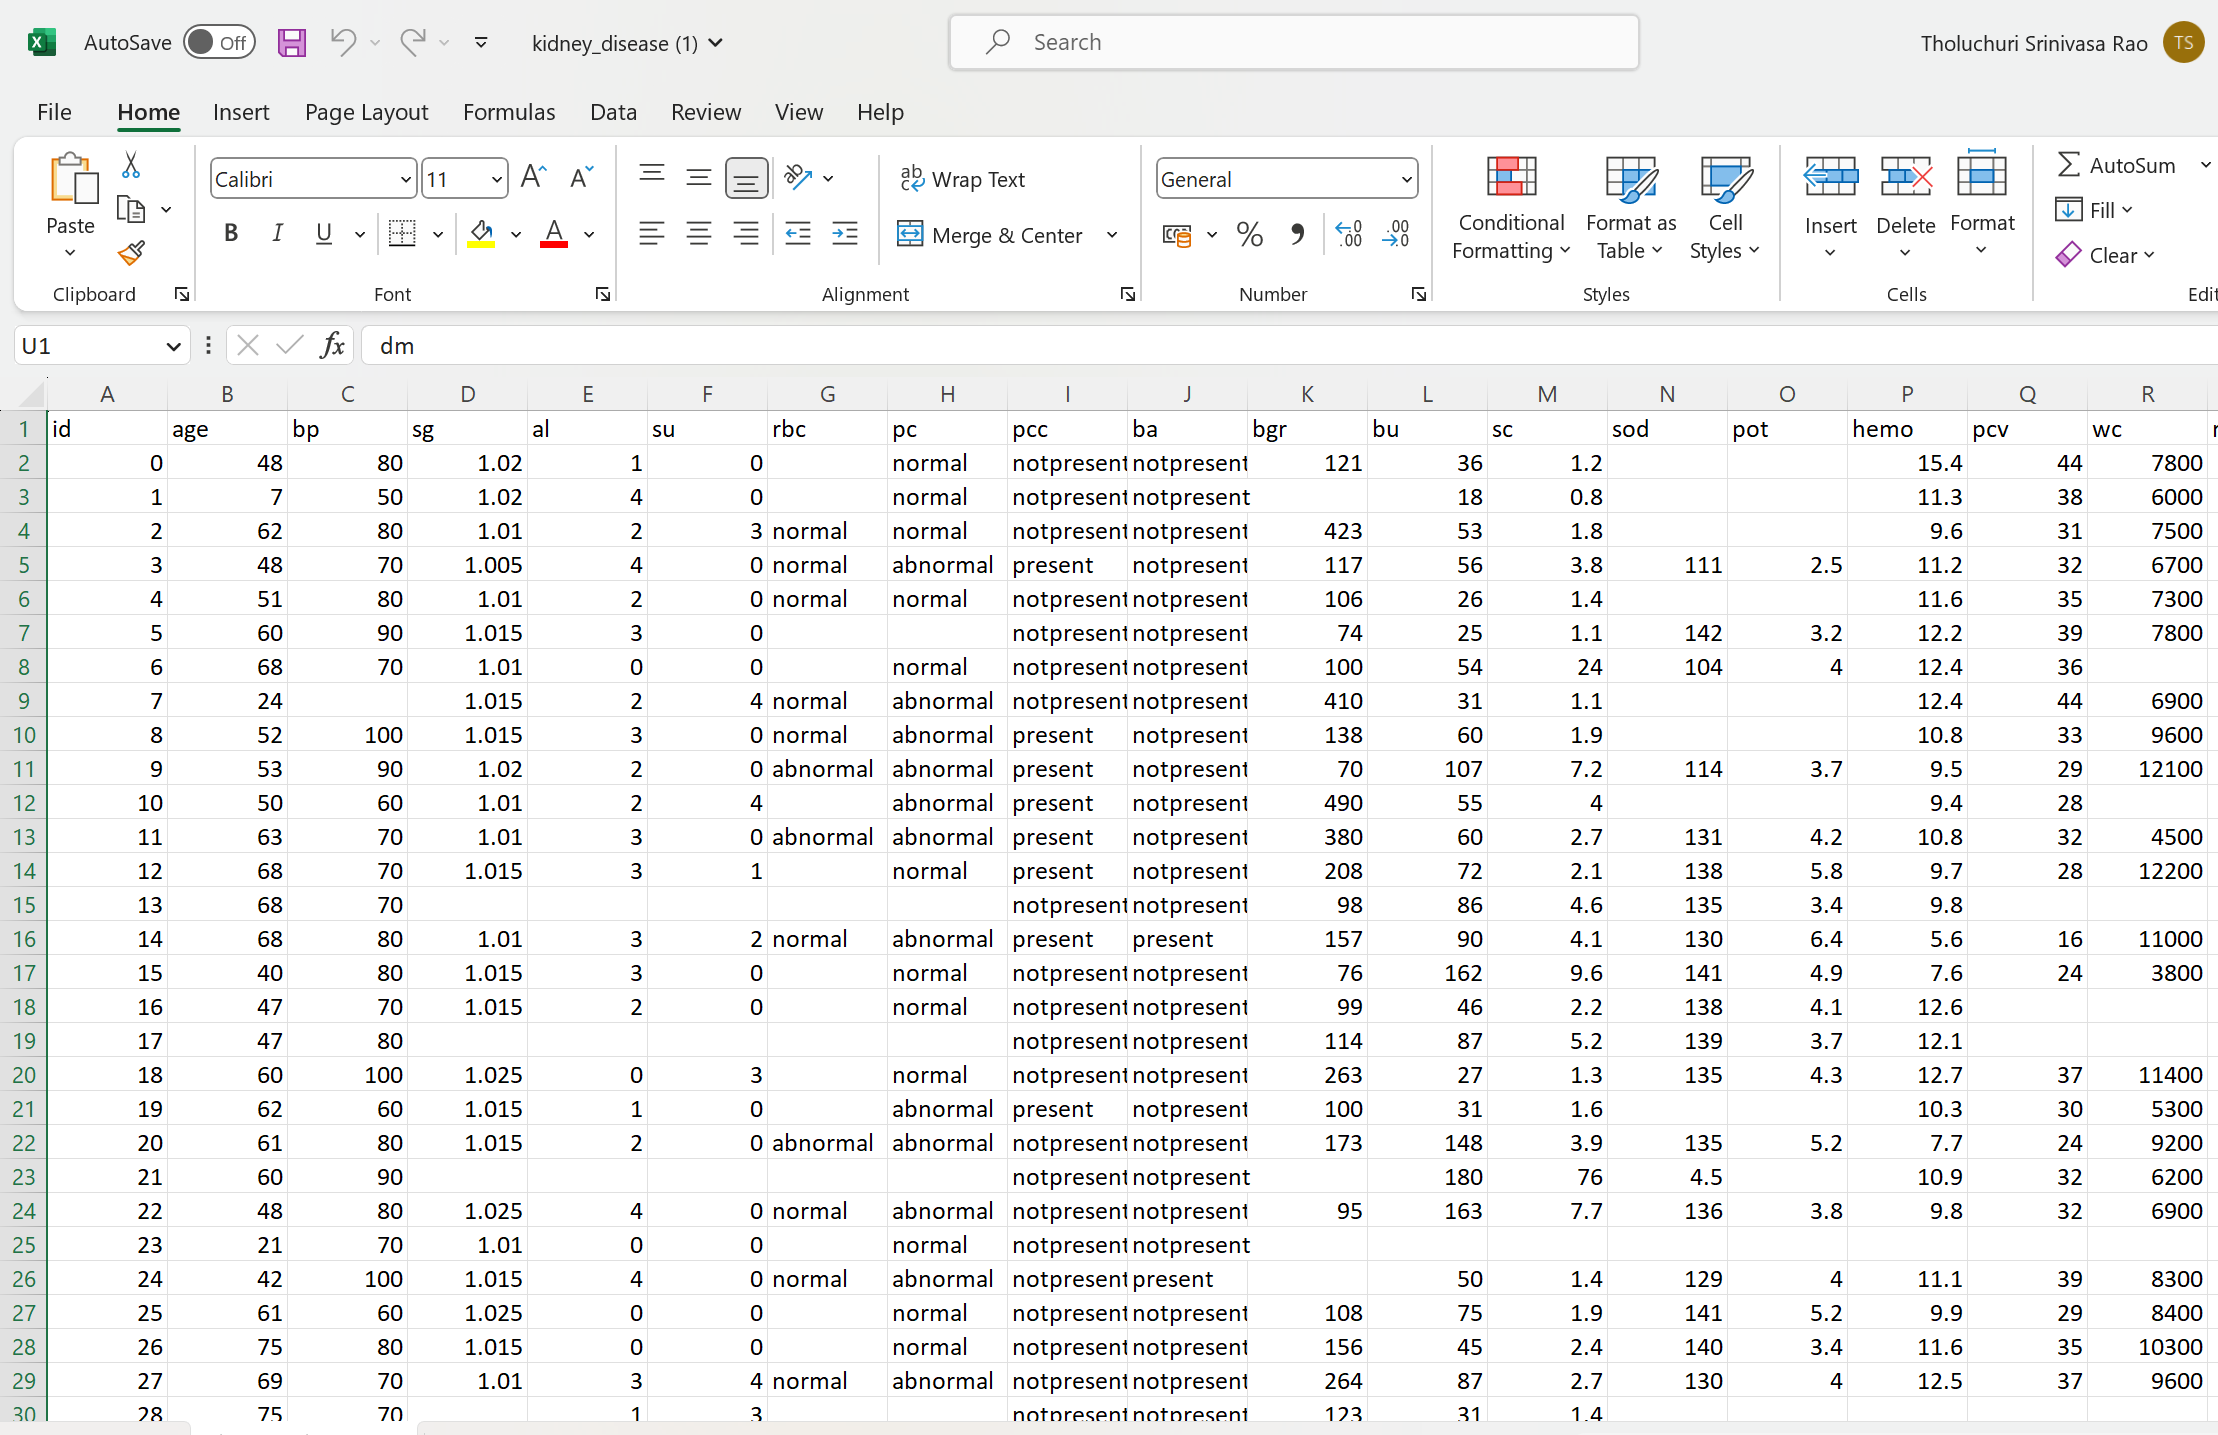 AutoSave Off kidney_disease (1) Search Tholuchuri Srinivasa Rao TS
File Home Insert Page Layout Formulas Data Review View Help
Paste Calibri 11 Wrap Text General Conditional Formatting Format as Table Cell Styles Insert Delete Format AutoSum
B I U Merge & Center % Fill
Clear
Clipboard Font Alignment Number Styles Cells
U1 fx dm
A B C D E F G H I J K L M N O P Q R
1 id age bp sg al su rbc pc pcc ba bgr bu sc sod pot hemo pcv wc
2 0 48 80 1.02 1 0 normal notpresent notpresent 121 36 1.2 15.4 44 7800
3 1 7 50 1.02 4 0 normal notpresent notpresent 18 0.8 11.3 38 6000
4 2 62 80 1.01 2 3 normal normal notpresent notpresent 423 53 1.8 9.6 31 7500
5 3 48 70 1.005 4 0 normal abnormal present notpresent 117 56 3.8 111 2.5 11.2 32 6700
6 4 51 80 1.01 2 0 normal normal notpresent notpresent 106 26 1.4 11.6 35 7300
7 5 60 90 1.015 3 0 notpresent notpresent 74 25 1.1 142 3.2 12.2 39 7800
8 6 68 70 1.01 0 0 normal notpresent notpresent 100 54 24 104 4 12.4 36
9 7 24 1.015 2 4 normal abnormal notpresent notpresent 410 31 1.1 12.4 44 6900
10 8 52 100 1.015 3 0 normal abnormal present notpresent 138 60 1.9 10.8 33 9600
11 9 53 90 1.02 2 0 abnormal abnormal present notpresent 70 107 7.2 114 3.7 9.5 29 12100
12 10 50 60 1.01 2 4 abnormal present notpresent 490 55 4 9.4 28
13 11 63 70 1.01 3 0 abnormal abnormal present notpresent 380 60 2.7 131 4.2 10.8 32 4500
14 12 68 70 1.015 3 1 normal present notpresent 208 72 2.1 138 5.8 9.7 28 12200
15 13 68 70 notpresent notpresent 98 86 4.6 135 3.4 9.8
16 14 68 80 1.01 3 2 normal abnormal present present 157 90 4.1 130 6.4 5.6 16 11000
17 15 40 80 1.015 3 0 normal notpresent notpresent 76 162 9.6 141 4.9 7.6 24 3800
18 16 47 70 1.015 2 0 normal notpresent notpresent 99 46 2.2 138 4.1 12.6
19 17 47 80 notpresent notpresent 114 87 5.2 139 3.7 12.1
20 18 60 100 1.025 0 3 normal notpresent notpresent 263 27 1.3 135 4.3 12.7 37 11400
21 19 62 60 1.015 1 0 abnormal present notpresent 100 31 1.6 10.3 30 5300
22 20 61 80 1.015 2 0 abnormal abnormal notpresent notpresent 173 148 3.9 135 5.2 7.7 24 9200
23 21 60 90 notpresent notpresent 180 76 4.5 10.9 32 6200
24 22 48 80 1.025 4 0 normal abnormal notpresent notpresent 95 163 7.7 136 3.8 9.8 32 6900
25 23 21 70 1.01 0 0 normal notpresent notpresent
26 24 42 100 1.015 4 0 normal abnormal notpresent present 50 1.4 129 4 11.1 39 8300
27 25 61 60 1.025 0 0 normal notpresent notpresent 108 75 1.9 141 5.2 9.9 29 8400
28 26 75 80 1.015 0 0 normal notpresent notpresent 156 45 2.4 140 3.4 11.6 35 10300
29 27 69 70 1.01 3 4 normal abnormal notpresent notpresent 264 87 2.7 130 4 12.5 37 9600
30 28 75 70 1 3 notpresent notpresent 123 31 1.4